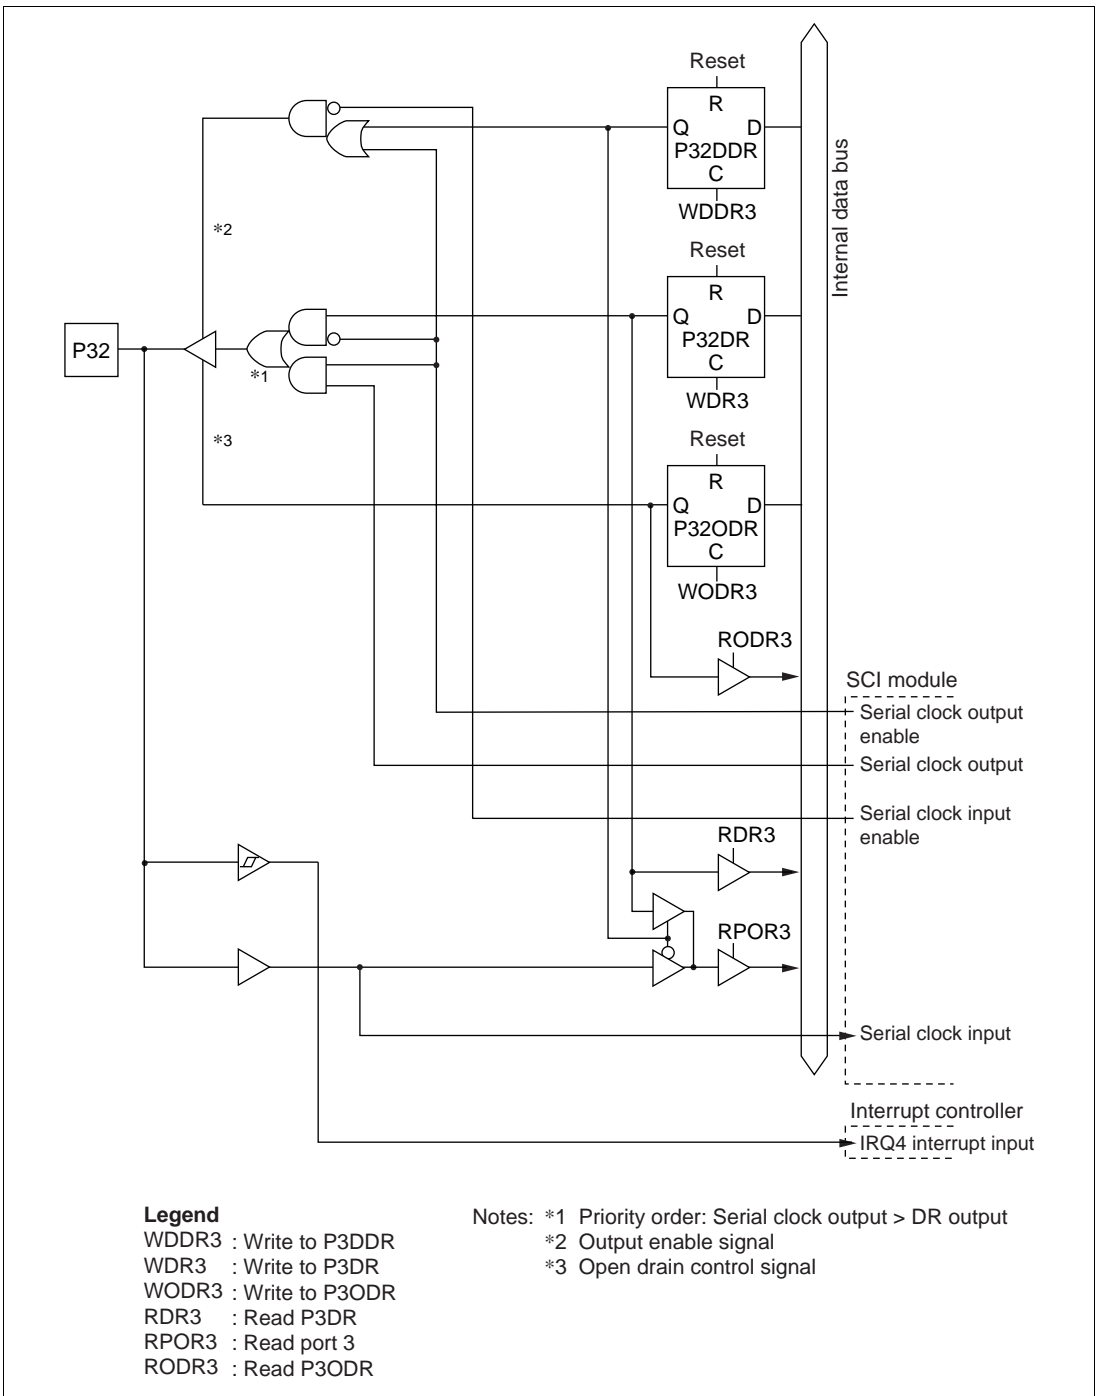 Reset
R
Q D
P32DDR
C
WDDR3
Internal data bus
*2
Reset
R
Q D
P32DR
C
WDR3
P32
*1
*3
Reset
R
Q D
P32ODR
C
WODR3
RODR3
SCI module
Serial clock output
enable
Serial clock output
Serial clock input
enable
RDR3
RPOR3
Serial clock input
Interrupt controller
IRQ4 interrupt input
Legend
WDDR3 : Write to P3DDR
WDR3 : Write to P3DR
WODR3 : Write to P3ODR
RDR3 : Read P3DR
RPOR3 : Read port 3
RODR3 : Read P3ODR
Notes: *1 Priority order: Serial clock output > DR output
*2 Output enable signal
*3 Open drain control signal